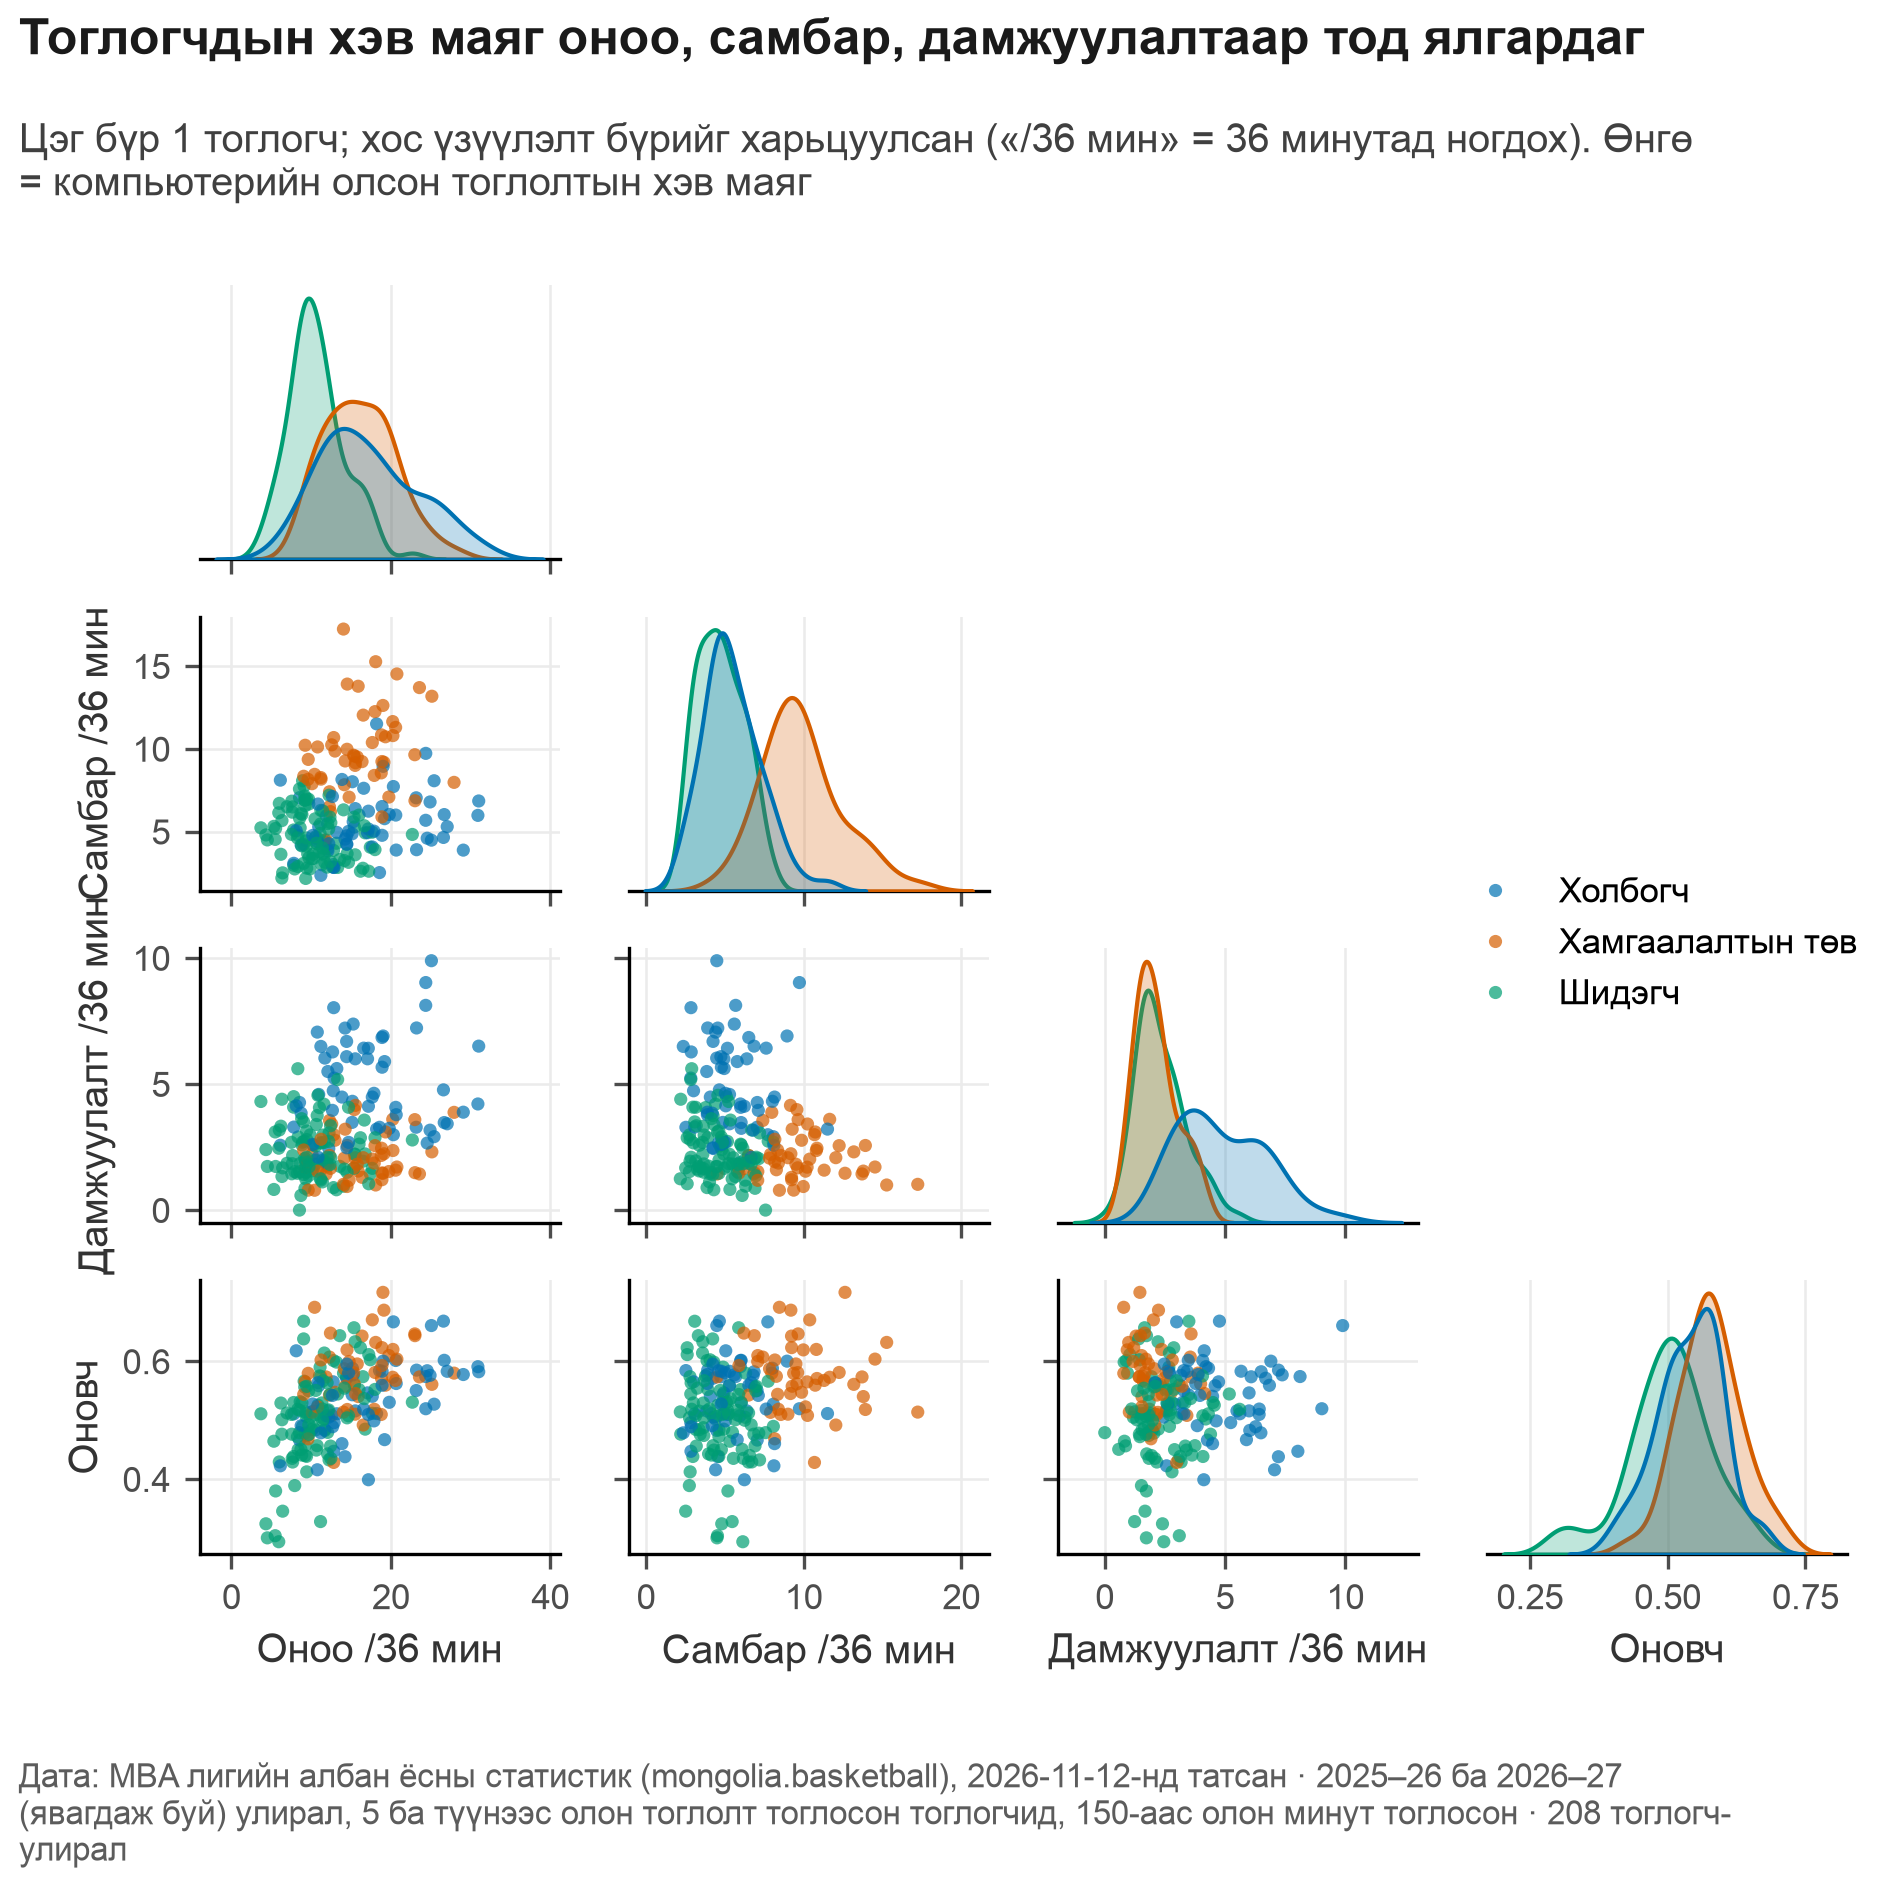 Тоглогчдын хэв маяг оноо, самбар, дамжуулалтаар тод ялгардаг
Цэг бүр 1 тоглогч; хос үзүүлэлт бүрийг харьцуулсан («/36 мин» = 36 минутад ногдох). Өнгө
= компьютерийн олсон тоглолтын хэв маяг
Самбар /36 мин
15
10
5
Дамжуулалт /36 мин
10
5
0
Оновч
0.6
0.4
Холбогч
Хамгаалалтын төв
Шидэгч
0 20 40
0 10 20
0 5 10
0.25 0.50 0.75
Оноо /36 мин
Самбар /36 мин
Дамжуулалт /36 мин
Оновч
Дата: MBA лигийн албан ёсны статистик (mongolia.basketball), 2026-11-12-нд татсан · 2025–26 ба 2026–27
(явагдаж буй) улирал, 5 ба түүнээс олон тоглолт тоглосон тоглогчид, 150-аас олон минут тоглосон · 208 тоглогч-
улирал